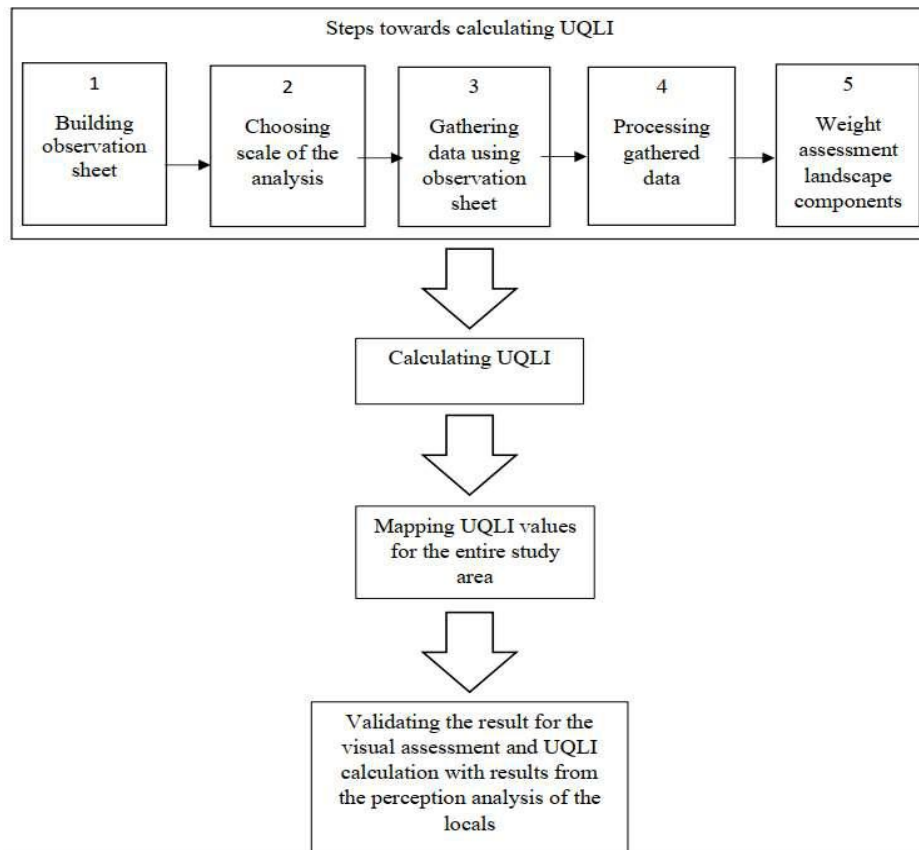 Steps towards calculating UQLI
1
Building
observation
sheet
2
Choosing
scale of the
analysis
3
Gathering
data using
observation
sheet
4
Processing
gathered
data
5
Weight
assessment
landscape
components
Calculating UQLI
Mapping UQLI values
for the entire study
area
Validating the result for the
visual assessment and UQLI
calculation with results from
the perception analysis of the
locals